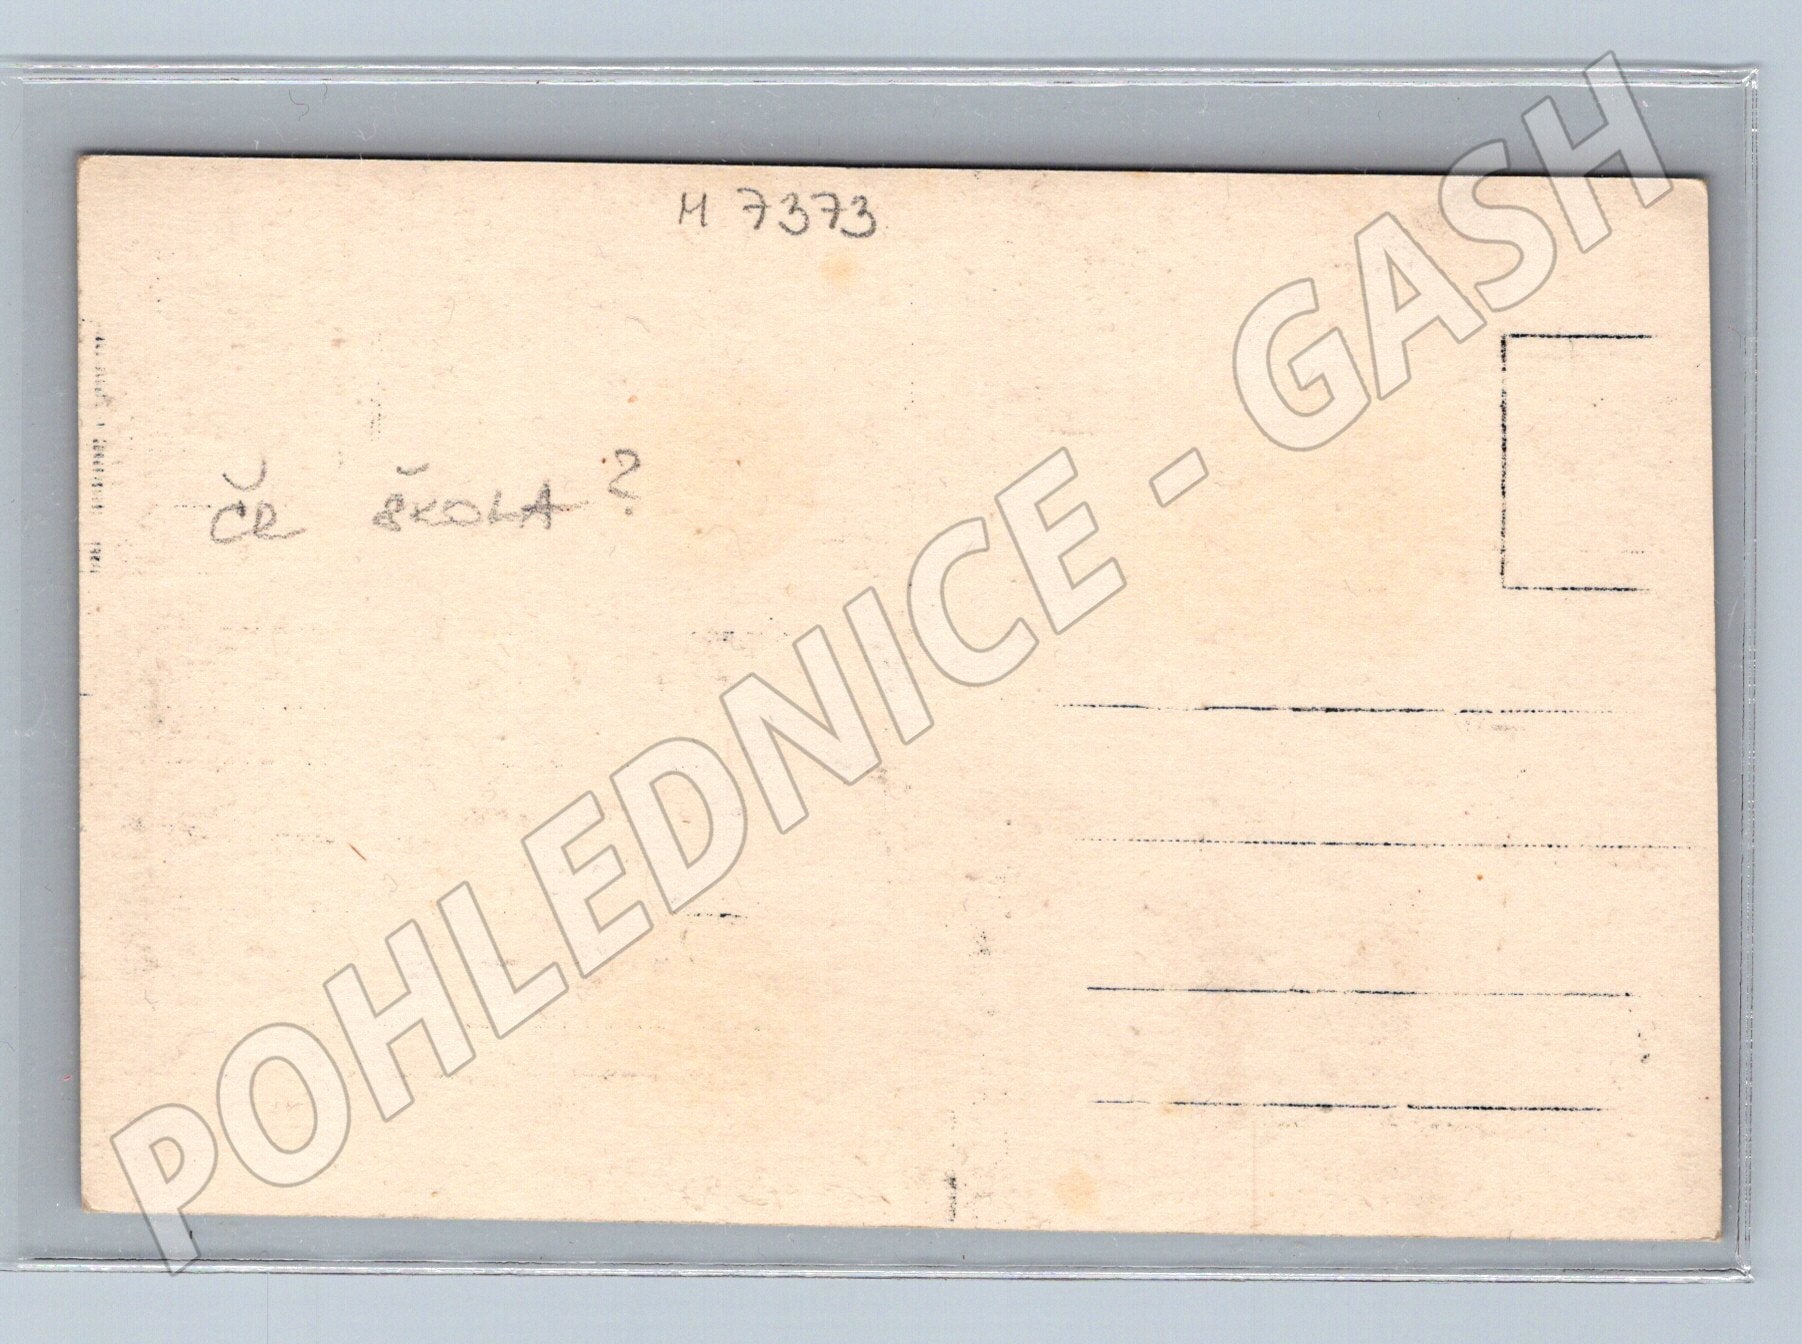 M 7373
ČR ŠKOLA?
POHLEDNICE - GASH